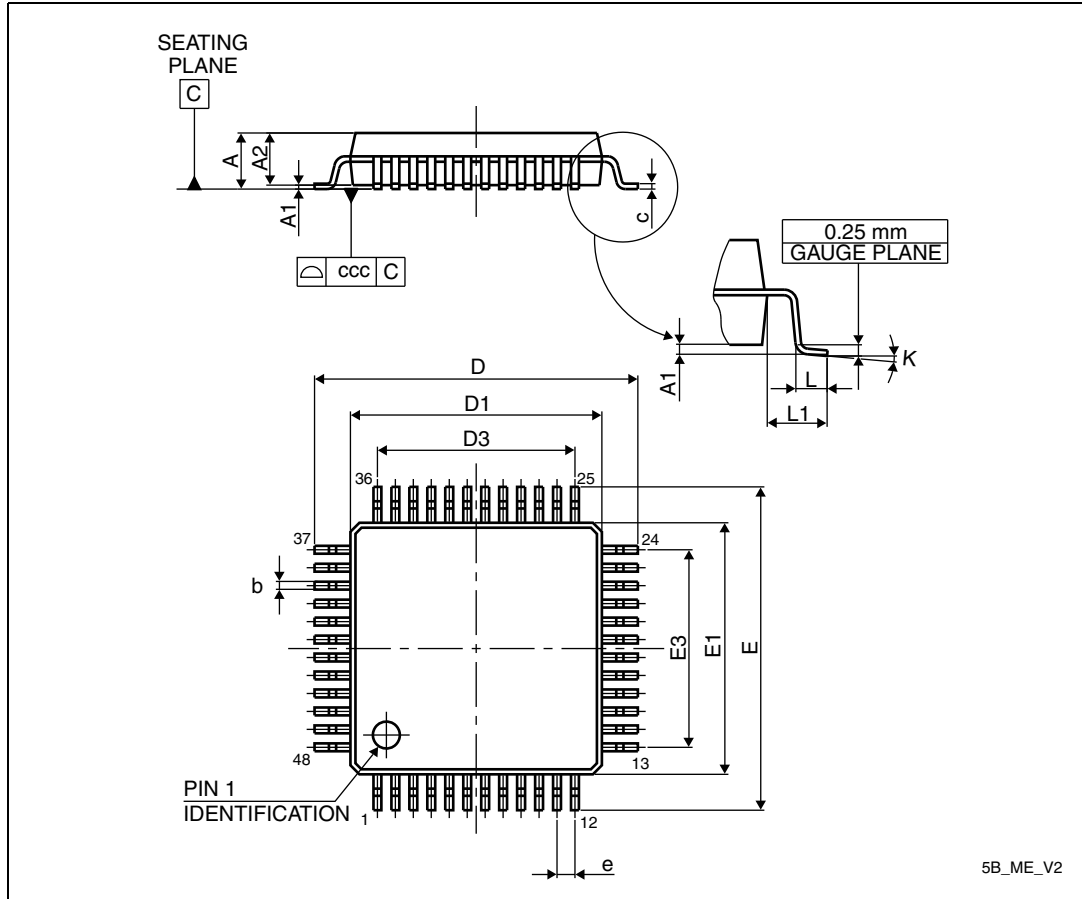 SEATING
PLANE
C
A
A2
A1
c
ccc C
0.25 mm
GAUGE PLANE
A1
K
L
L1
D
D1
D3
36
25
37
24
b
E3
E1
E
48
13
PIN 1
IDENTIFICATION
1
12
e
5B_ME_V2